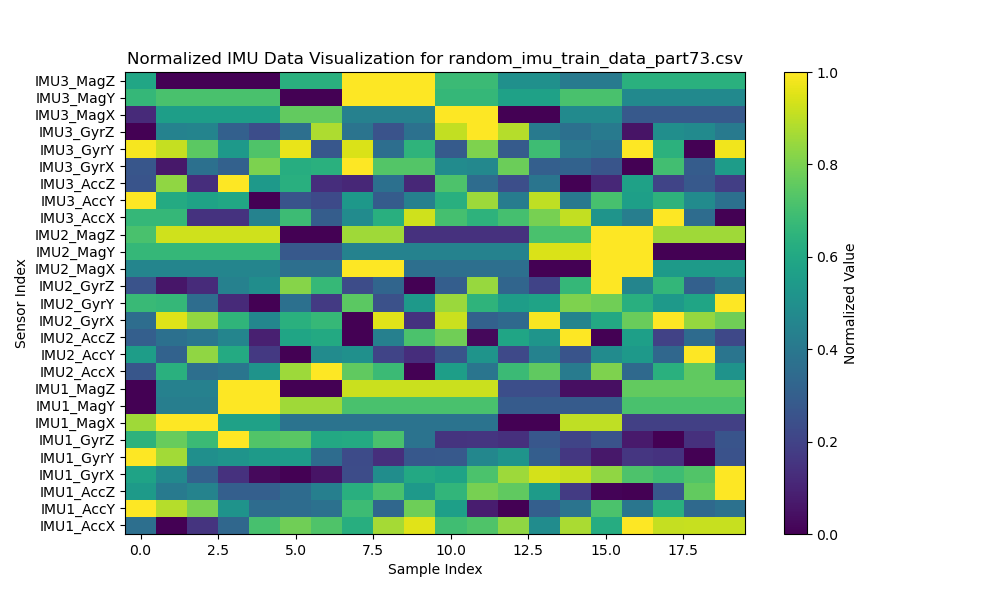 Normalized IMU Data Visualization for random_imu_train_data_part73.csv
IMU3_MagZ
IMU3_MagY
IMU3_MagX
IMU3_GyrZ
IMU3_GyrY
IMU3_GyrX
IMU3_AccZ
IMU3_AccY
IMU3_AccX
IMU2_MagZ
IMU2_MagY
IMU2_MagX
IMU2_GyrZ
IMU2_GyrY
IMU2_GyrX
IMU2_AccZ
IMU2_AccY
IMU2_AccX
IMU1_MagZ
IMU1_MagY
IMU1_MagX
IMU1_GyrZ
IMU1_GyrY
IMU1_GyrX
IMU1_AccZ
IMU1_AccY
IMU1_AccX
Sensor Index
0.0 2.5 5.0 7.5 10.0 12.5 15.0 17.5
Sample Index
1.0
0.8
0.6
0.4
0.2
0.0
Normalized Value